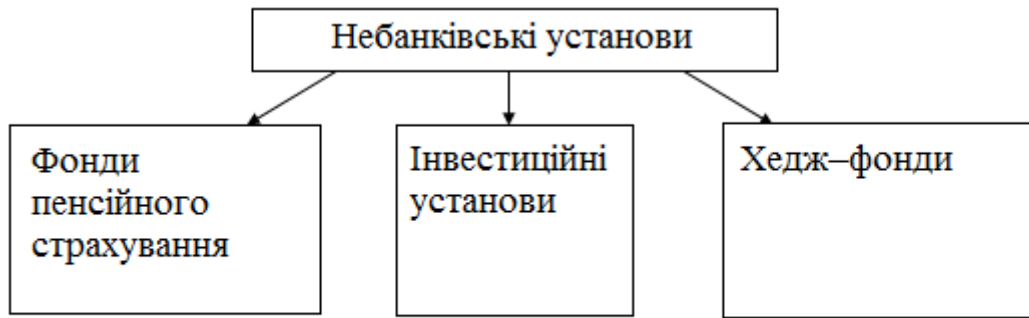 Небанківські установи
Фонди
пенсійного
страхування
Інвестиційні
установи
Хедж–фонди